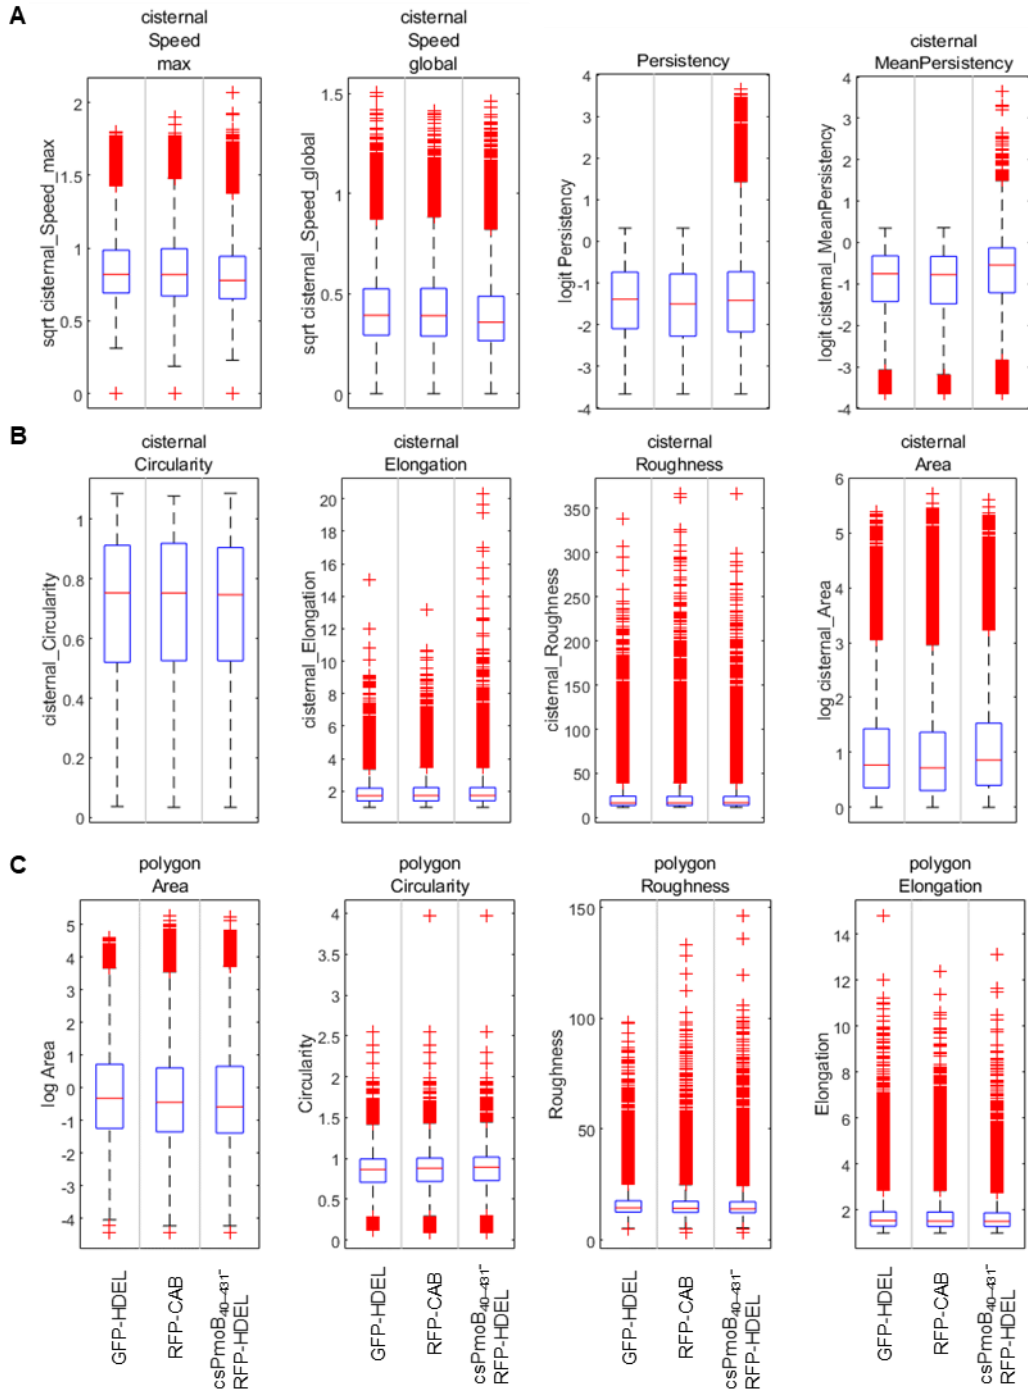 A
cisternal
Speed
max
sqrt cisternal_Speed_max
2
1.5
1
0.5
0
cisternal
Speed
global
sqrt cisternal_Speed_global
1.5
1
0.5
0
Persistency
logit Persistency
4
3
2
1
0
-1
-2
-3
-4
cisternal
MeanPersistency
logit cisternal_MeanPersistency
4
3
2
1
0
-1
-2
-3
-4
B
cisternal
Circularity
cisternal_Circularity
1
0.8
0.6
0.4
0.2
0
cisternal
Elongation
cisternal_Elongation
20
18
16
14
12
10
8
6
4
2
cisternal
Roughness
cisternal_Roughness
350
300
250
200
150
100
50
0
cisternal
Area
log cisternal_Area
6
5
4
3
2
1
0
C
polygon
Area
log Area
5
4
3
2
1
0
-1
-2
-3
-4
polygon
Circularity
Circularity
4
3.5
3
2.5
2
1.5
1
0.5
0
polygon
Roughness
Roughness
150
100
50
0
polygon
Elongation
Elongation
14
12
10
8
6
4
2
GFP-HDEL
RFP-CAB
csPmoB40–431-
RFP-HDEL
GFP-HDEL
RFP-CAB
csPmoB40–431-
RFP-HDEL
GFP-HDEL
RFP-CAB
csPmoB40–431-
RFP-HDEL
GFP-HDEL
RFP-CAB
csPmoB40–431-
RFP-HDEL